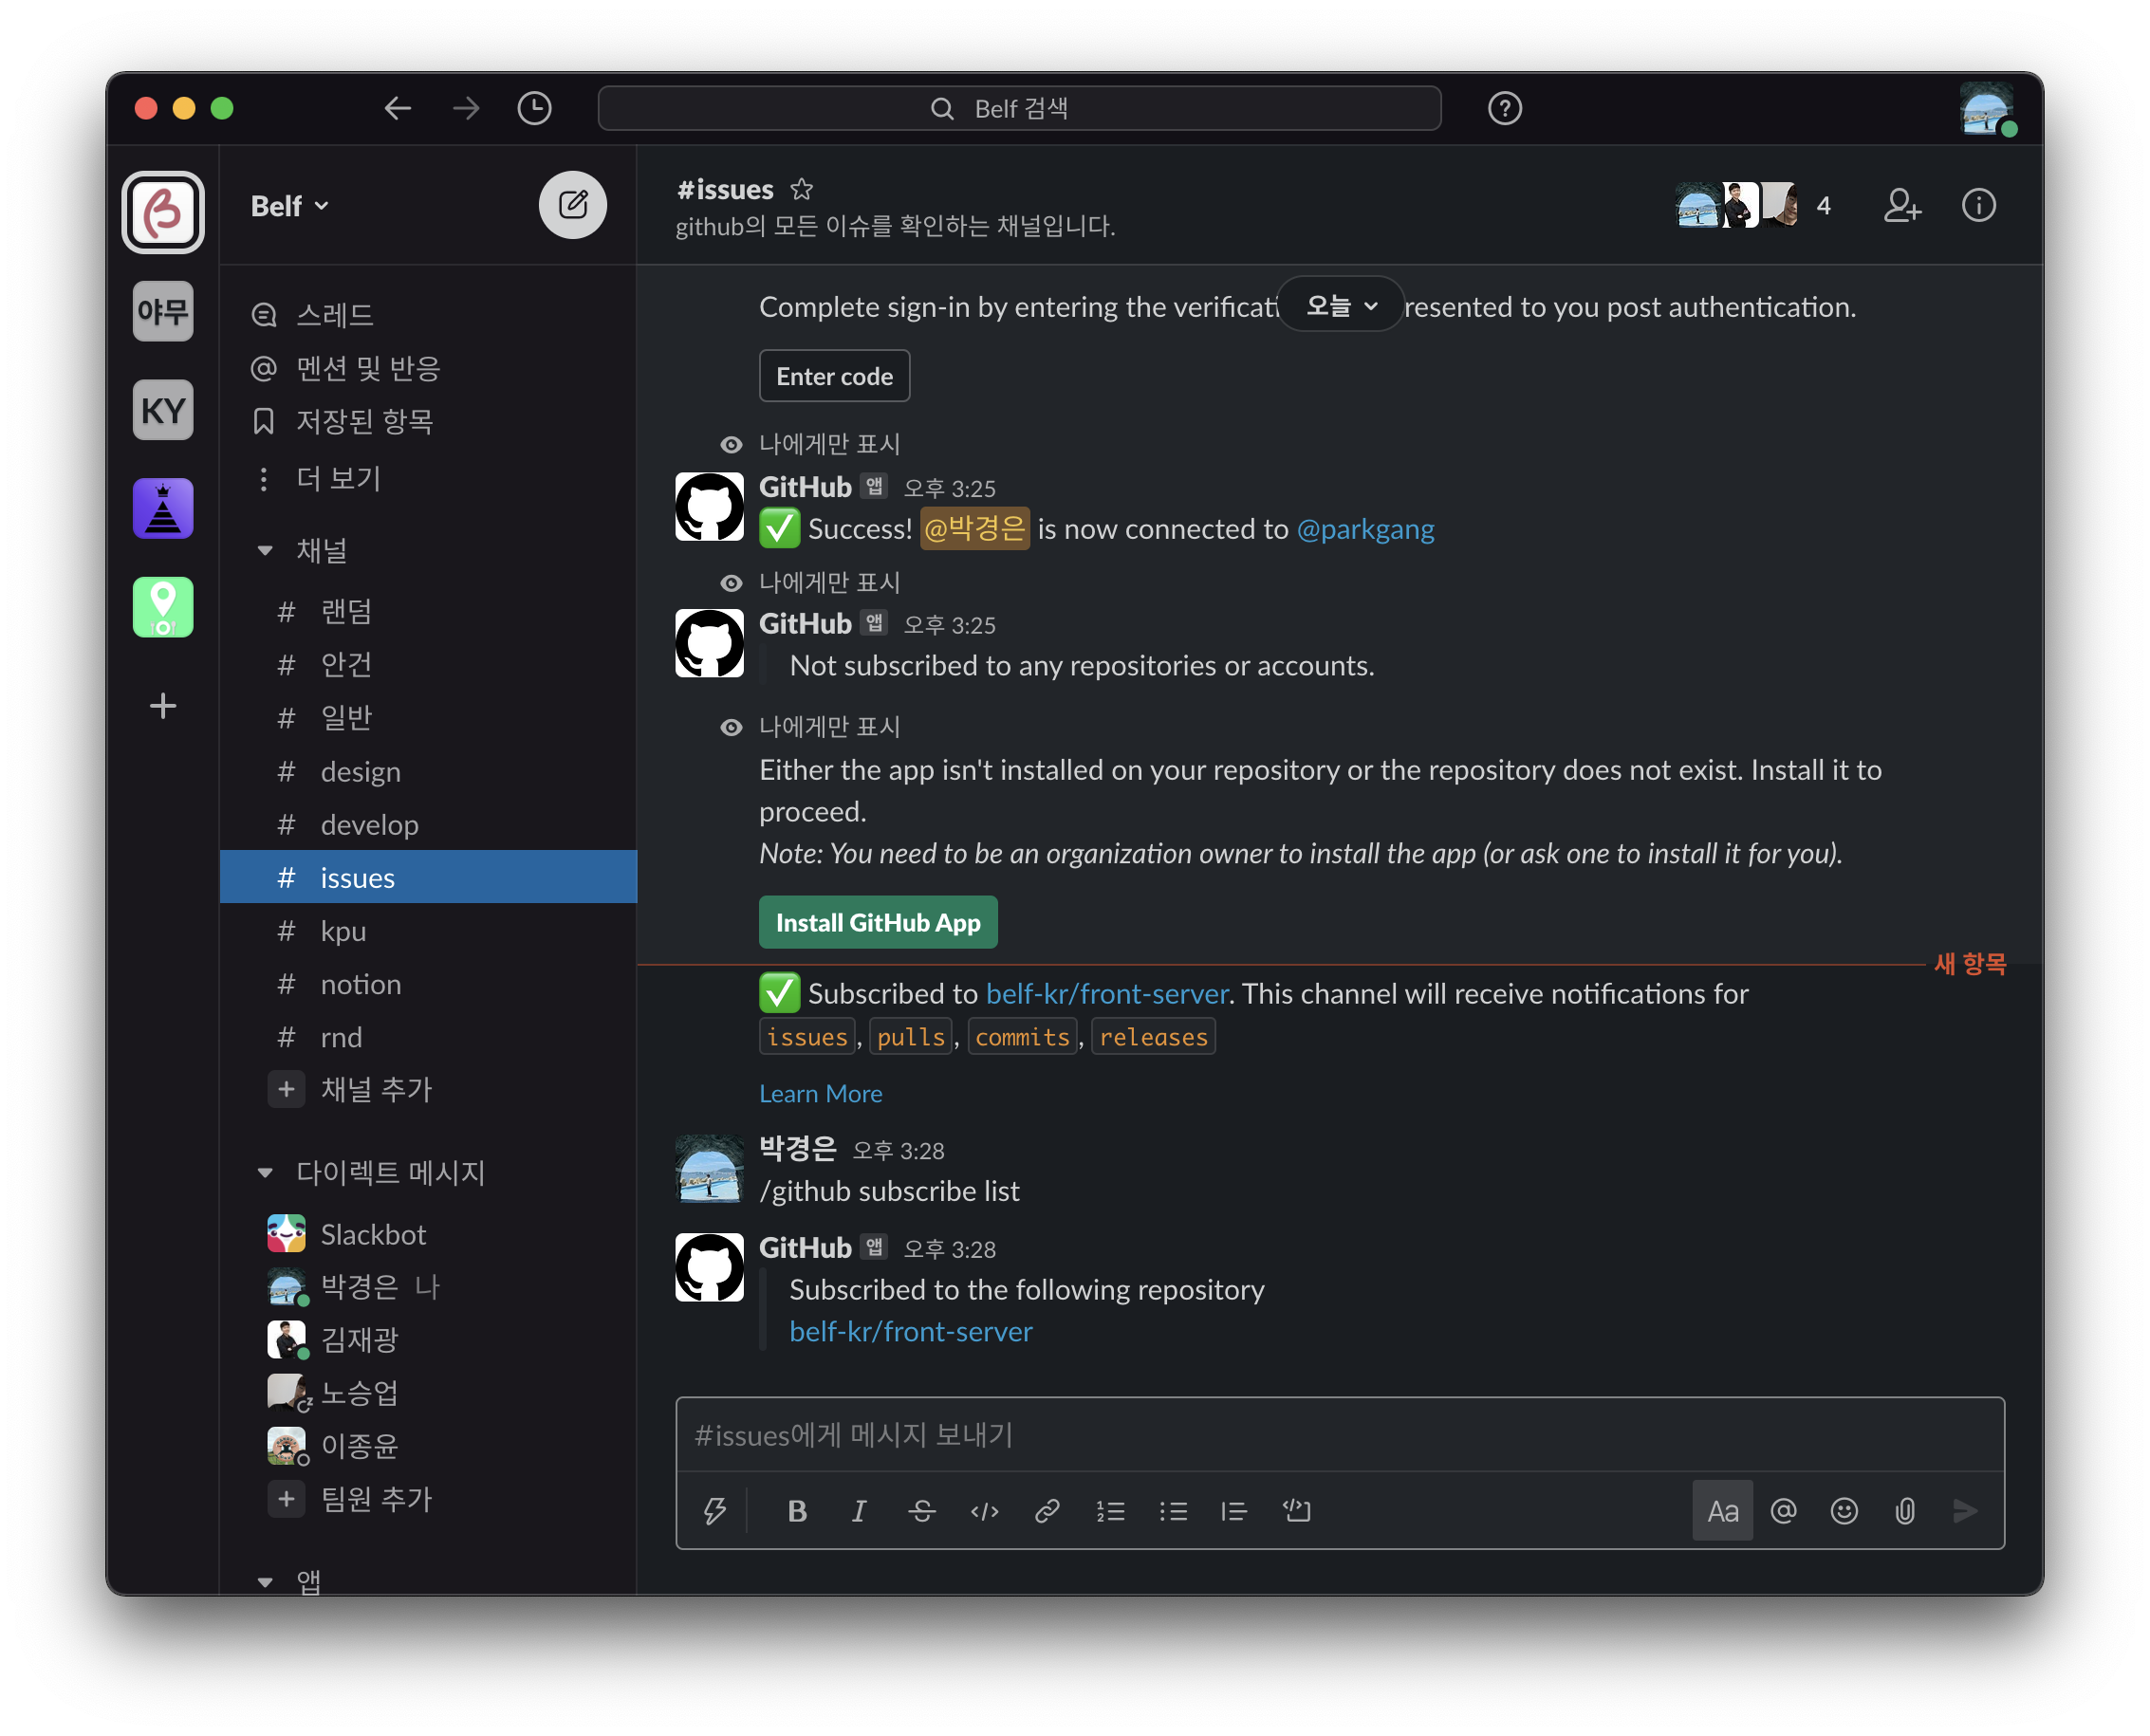 Belf 검색
야무
KY
Belf
스레드
멘션 및 반응
저장된 항목
더 보기
채널
# 랜덤
# 안건
# 일반
# design
# develop
# issues
# kpu
# notion
# rnd
+ 채널 추가
다이렉트 메시지
Slackbot
박경은 나
김재광
노승업
이종윤
+ 팀원 추가
앱
#issues
github의 모든 이슈를 확인하는 채널입니다.
4
오늘
Complete sign-in by entering the resented to you post authentication.
Enter code
나에게만 표시
GitHub 앱 오후 3:25
✅ Success! @박경은 is now connected to @parkgang
나에게만 표시
GitHub 앱 오후 3:25
Not subscribed to any repositories or accounts.
나에게만 표시
Either the app isn't installed on your repository or the repository does not exist. Install it to
proceed.
Note: You need to be an organization owner to install the app (or ask one to install it for you).
Install GitHub App
새 항목
✅ Subscribed to belf-kr/front-server. This channel will receive notifications for
issues, pulls, commits, releases
Learn More
박경은 오후 3:28
/github subscribe list
GitHub 앱 오후 3:28
Subscribed to the following repository
belf-kr/front-server
#issues에게 메시지 보내기
B I S
Aa